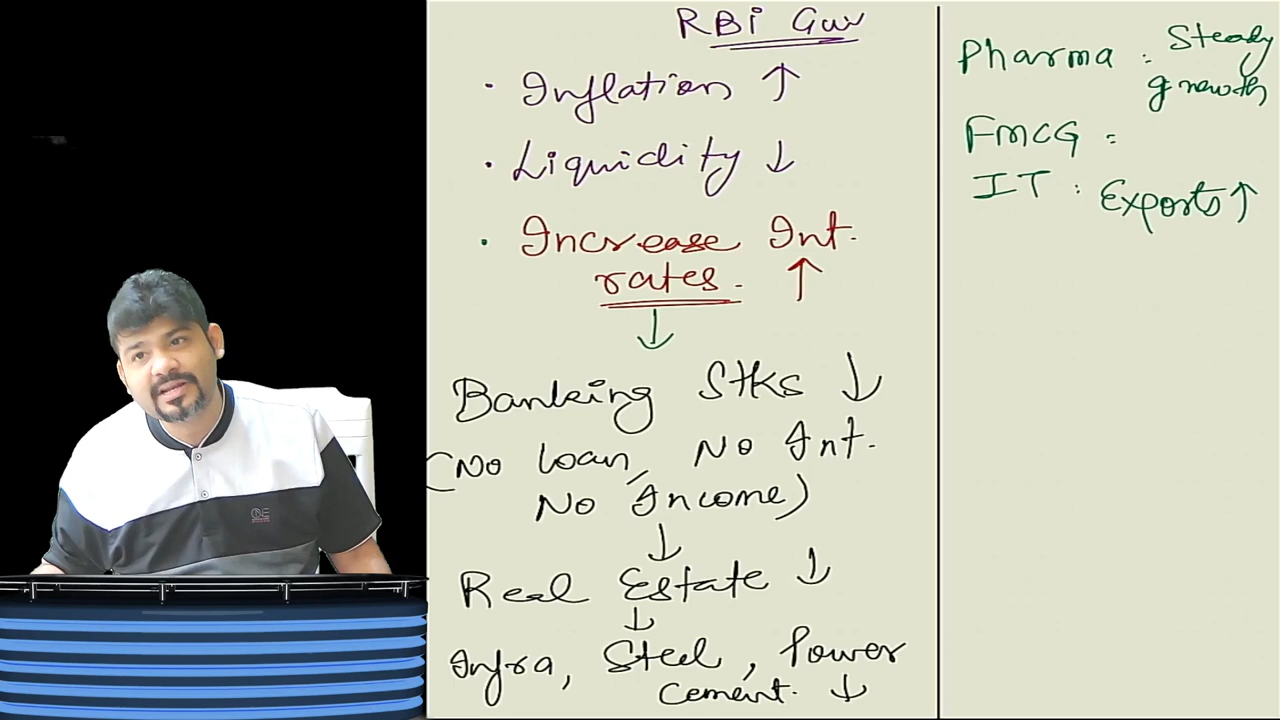 RBi Guv
• Inflation ↑
• Liquidity ↓
• Increase Int.
rates. ↑
↓
Banking Stks ↓
(No loan, No Int.
No Income)
↓
Real Estate ↓
↓
Infra, Steel, Power
cement. ↓
Pharma : Steady
growth
FMCG :
IT : Exports ↑